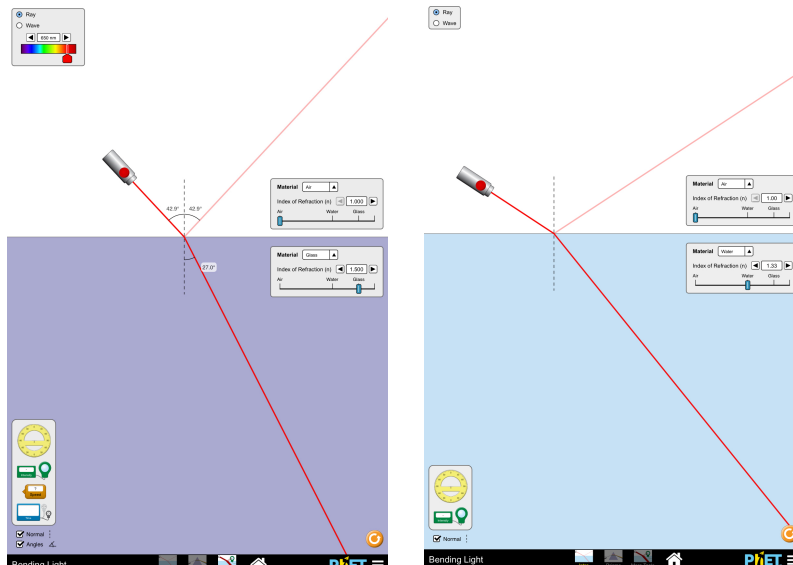 Ray
Wave
650 nm
42.9° 42.9°
Material Air
Index of Refraction (n) 1.000
Air Water Glass
Material Glass
Index of Refraction (n) 1.500
Air Water Glass
27.0°
Speed
Normal
Angles
Bending Light
PhET
Ray
Wave
Material Air
Index of Refraction (n) 1.00
Air Water Glass
Material Water
Index of Refraction (n) 1.33
Air Water Glass
Normal
Bending Light
PhET